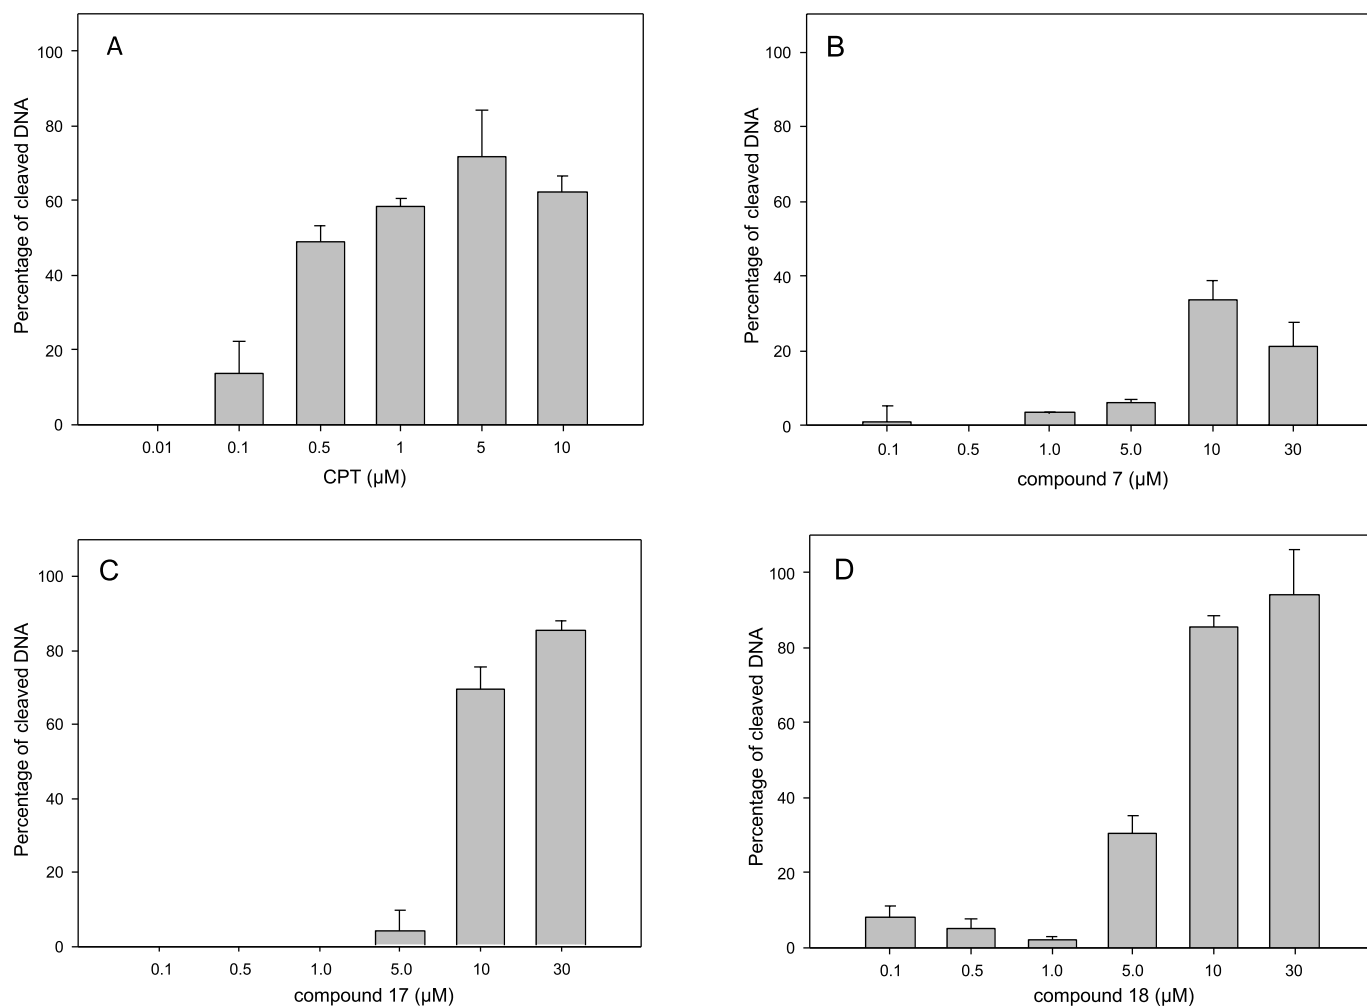 A
Percentage of cleaved DNA
100
80
60
40
20
0
0.01 0.1 0.5 1 5 10
CPT (µM)
B
Percentage of cleaved DNA
100
80
60
40
20
0
0.1 0.5 1.0 5.0 10 30
compound 7 (µM)
C
Percentage of cleaved DNA
100
80
60
40
20
0
0.1 0.5 1.0 5.0 10 30
compound 17 (µM)
D
Percentage of cleaved DNA
100
80
60
40
20
0
0.1 0.5 1.0 5.0 10 30
compound 18 (µM)